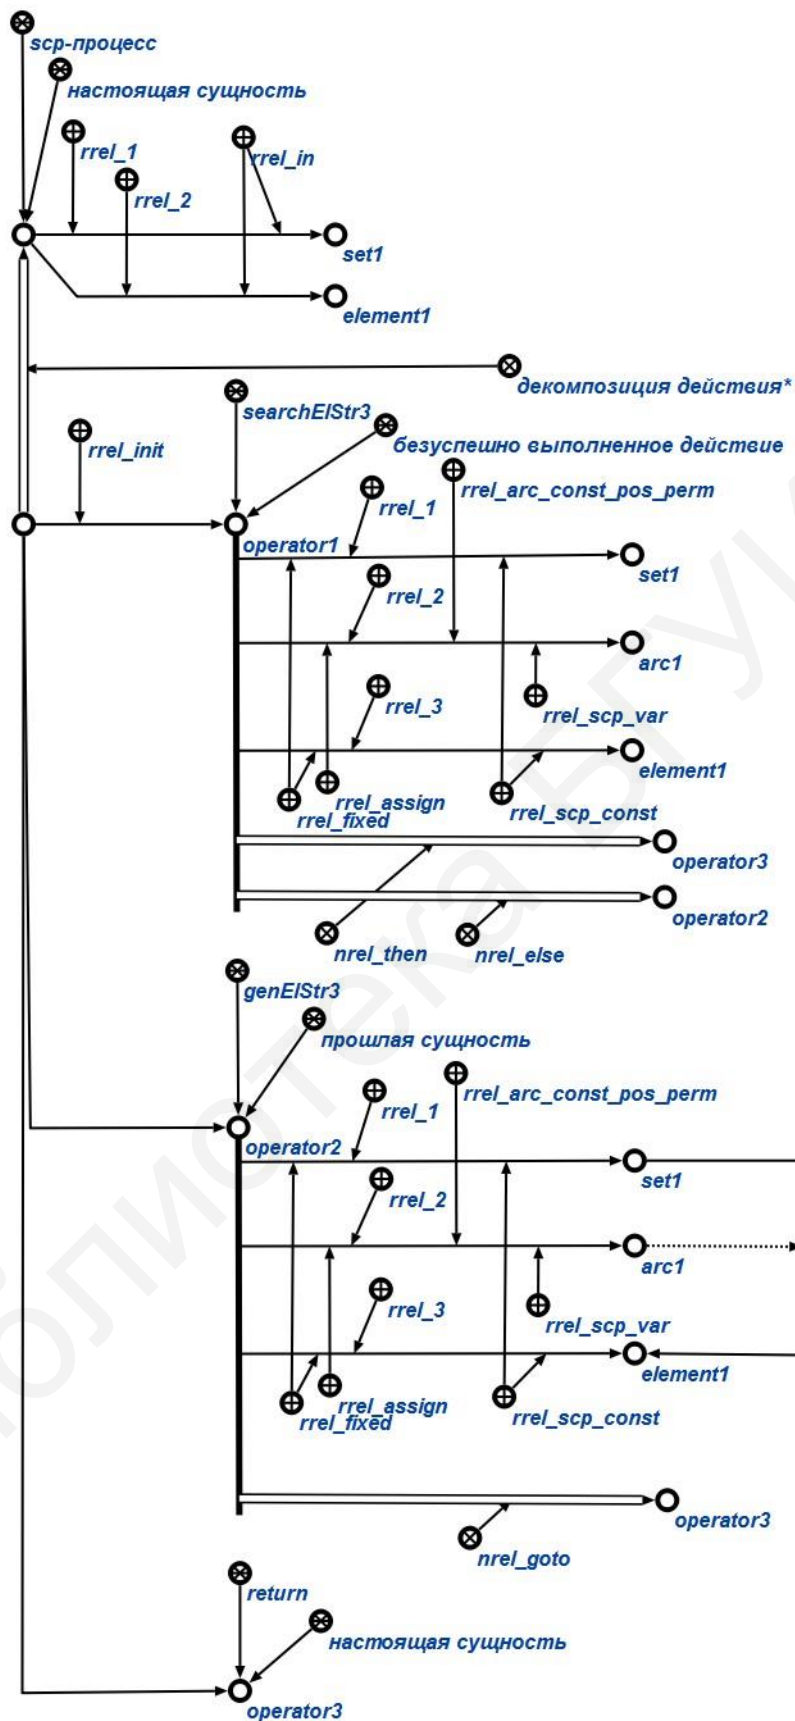 scp-процесс
настоящая сущность
rrel_1
rrel_in
rrel_2
set1
element1
декомпозиция действия*
searchElStr3
rrel_init
безуспешно выполненное действие
rrel_1
rrel_arc_const_pos_perm
operator1
set1
rrel_2
arc1
rrel_3
rrel_scp_var
element1
rrel_assign
rrel_fixed
rrel_scp_const
operator3
operator2
nrel_then
nrel_else
genElStr3
прошлая сущность
rrel_1
rrel_arc_const_pos_perm
operator2
set1
rrel_2
arc1
rrel_3
rrel_scp_var
element1
rrel_assign
rrel_fixed
rrel_scp_const
operator3
nrel_goto
return
настоящая сущность
operator3